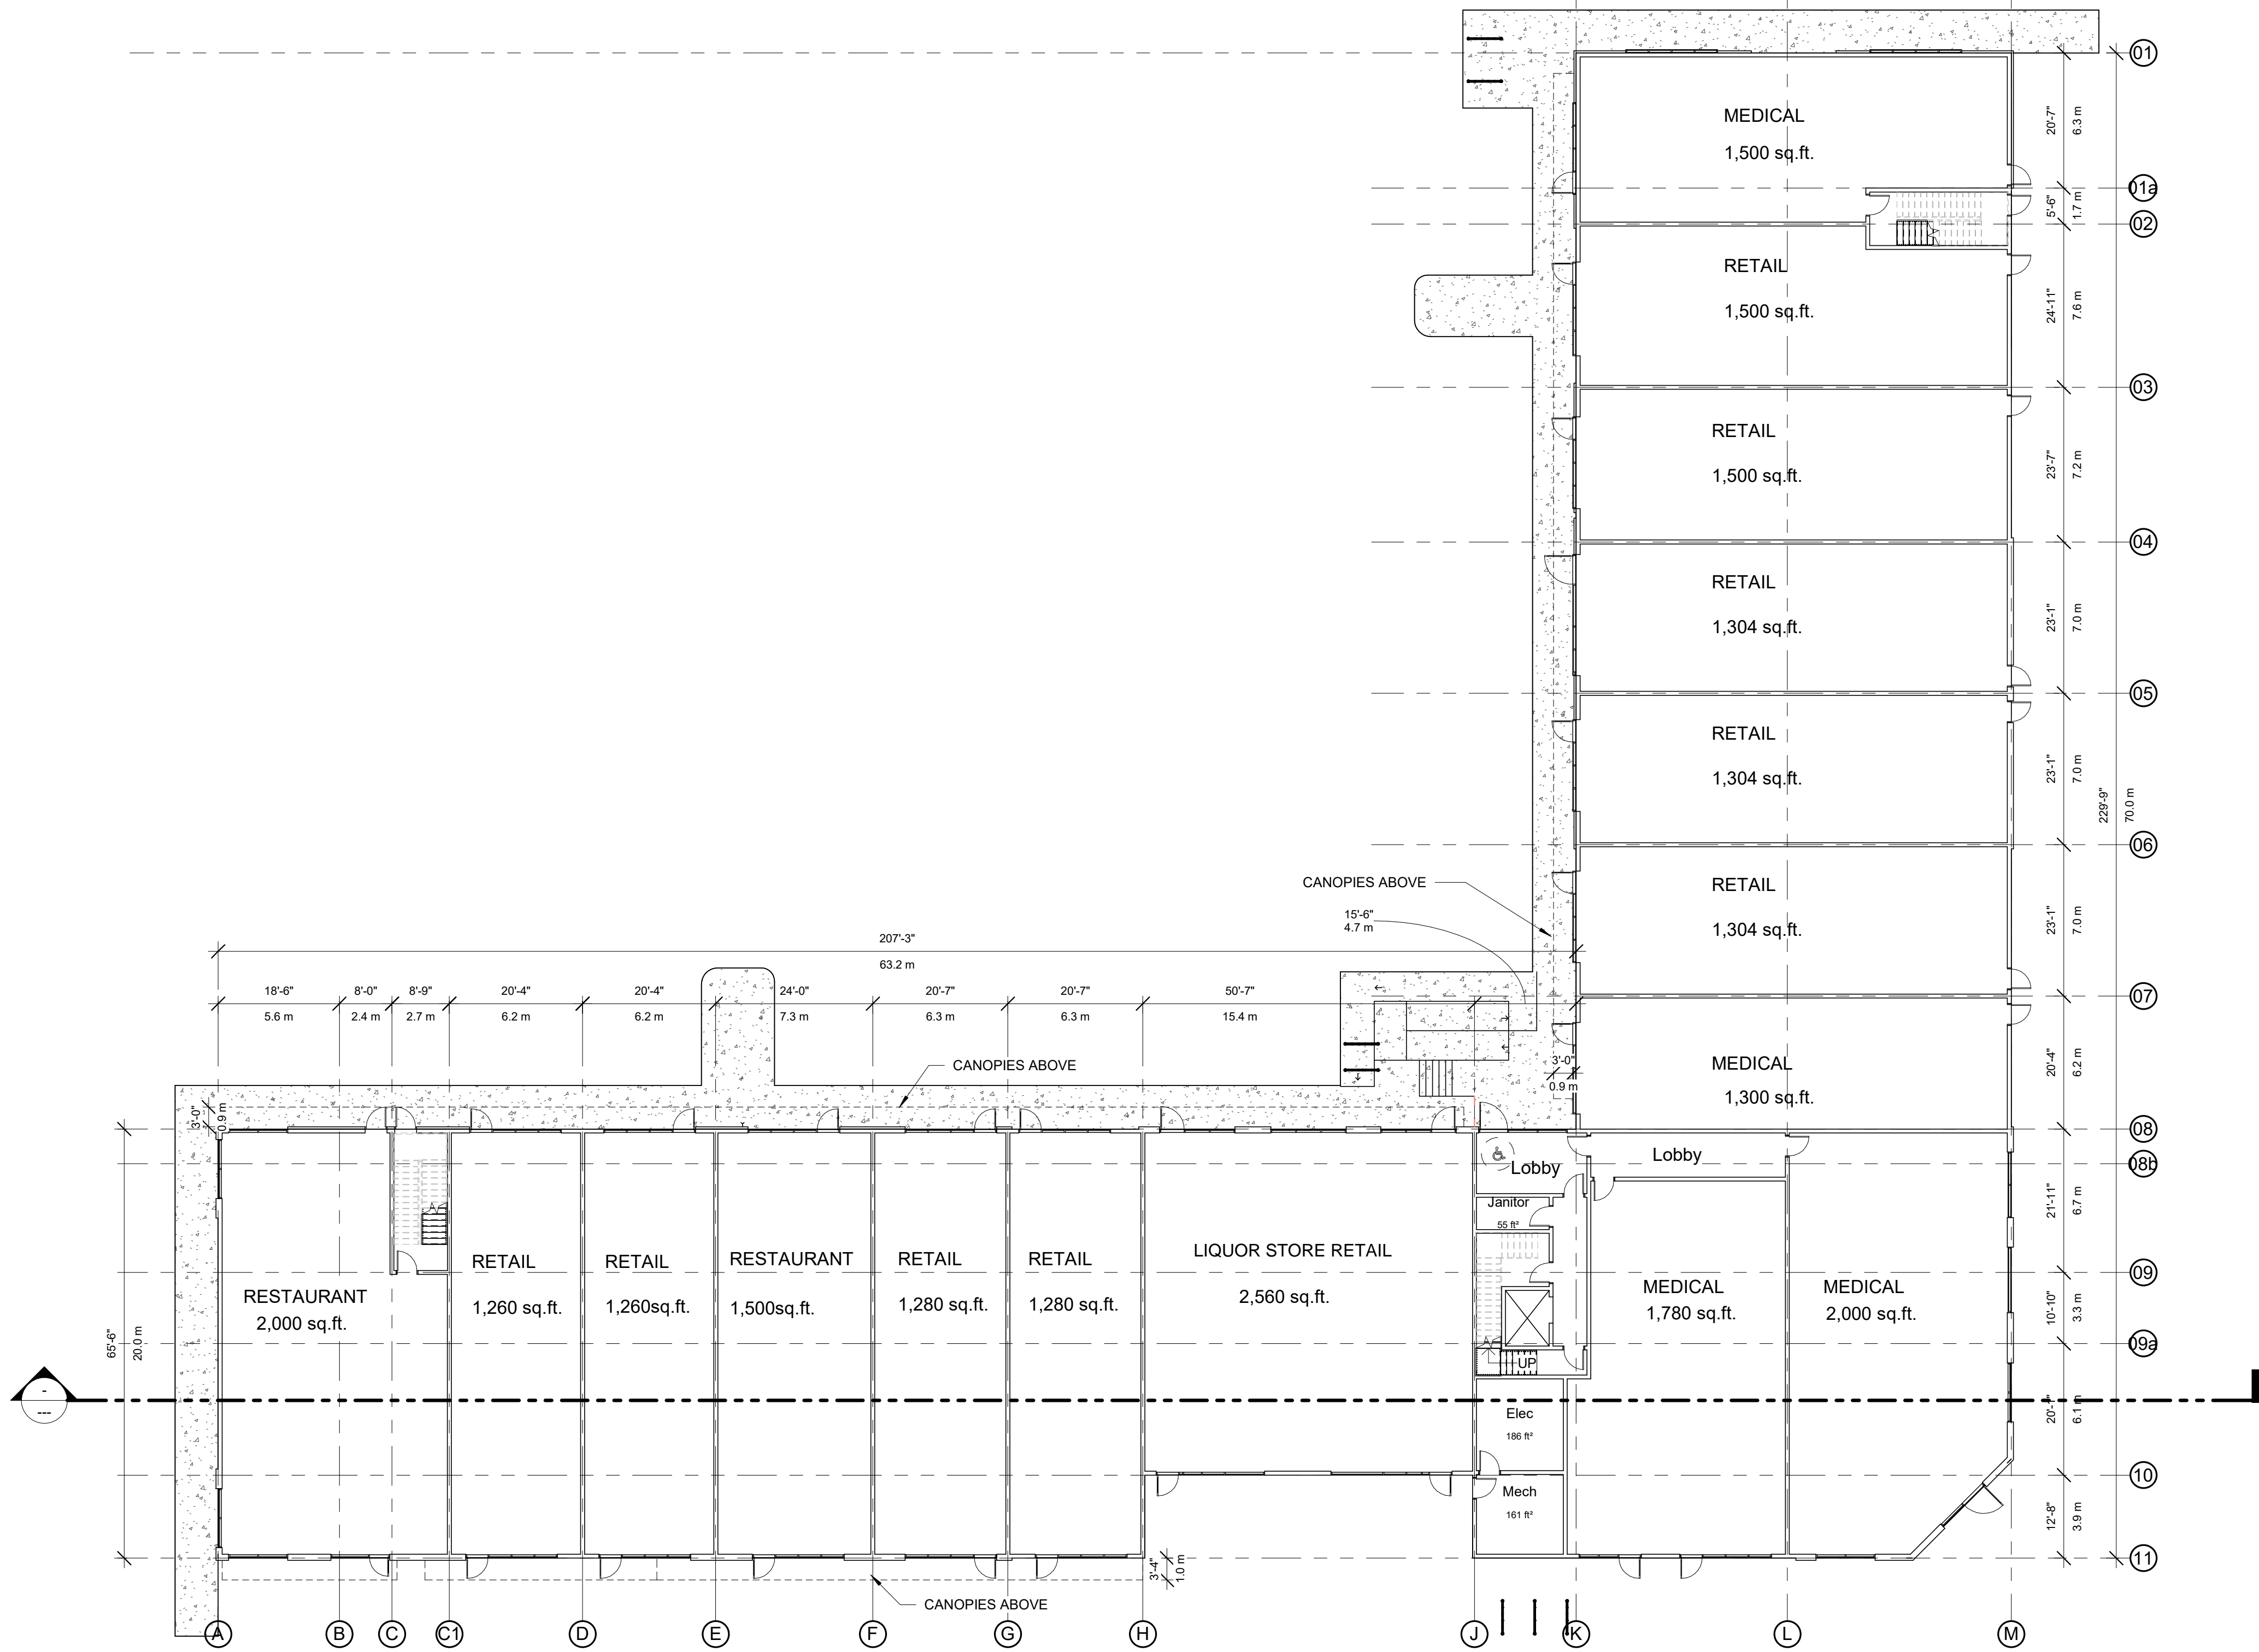 01
20'-7"
6.3 m
MEDICAL
1,500 sq.ft.
01a
5'-6"
1.7 m
02
RETAIL
1,500 sq.ft.
24'-11"
7.6 m
03
RETAIL
1,500 sq.ft.
23'-7"
7.2 m
04
RETAIL
1,304 sq.ft.
23'-1"
7.0 m
05
RETAIL
1,304 sq.ft.
23'-1"
7.0 m
229'-9"
70.0 m
06
RETAIL
1,304 sq.ft.
23'-1"
7.0 m
CANOPIES ABOVE
15'-6"
4.7 m
07
207'-3"
63.2 m
18'-6"
5.6 m
8'-0"
2.4 m
8'-9"
2.7 m
20'-4"
6.2 m
20'-4"
6.2 m
24'-0"
7.3 m
20'-7"
6.3 m
20'-7"
6.3 m
50'-7"
15.4 m
CANOPIES ABOVE
3'-0"
0.9 m
MEDICAL
1,300 sq.ft.
20'-4"
6.2 m
3'-0"
0.9 m
08
Lobby
Lobby
08b
Janitor
55 ft²
21'-11"
6.7 m
RESTAURANT
2,000 sq.ft.
RETAIL
1,260 sq.ft.
RETAIL
1,260sq.ft.
RESTAURANT
1,500sq.ft.
RETAIL
1,280 sq.ft.
RETAIL
1,280 sq.ft.
LIQUOR STORE RETAIL
2,560 sq.ft.
MEDICAL
1,780 sq.ft.
MEDICAL
2,000 sq.ft.
09
10'-10"
3.3 m
09a
65'-6"
20.0 m
UP
-
---
Elec
186 ft²
20'-1"
6.1 m
10
Mech
161 ft²
12'-8"
3.9 m
11
3'-4"
1.0 m
CANOPIES ABOVE
A
B
C
C1
D
E
F
G
H
J
K
L
M